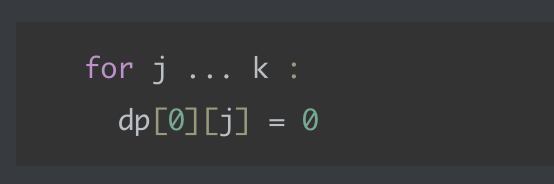 for j ... k :
dp[0][j] = 0